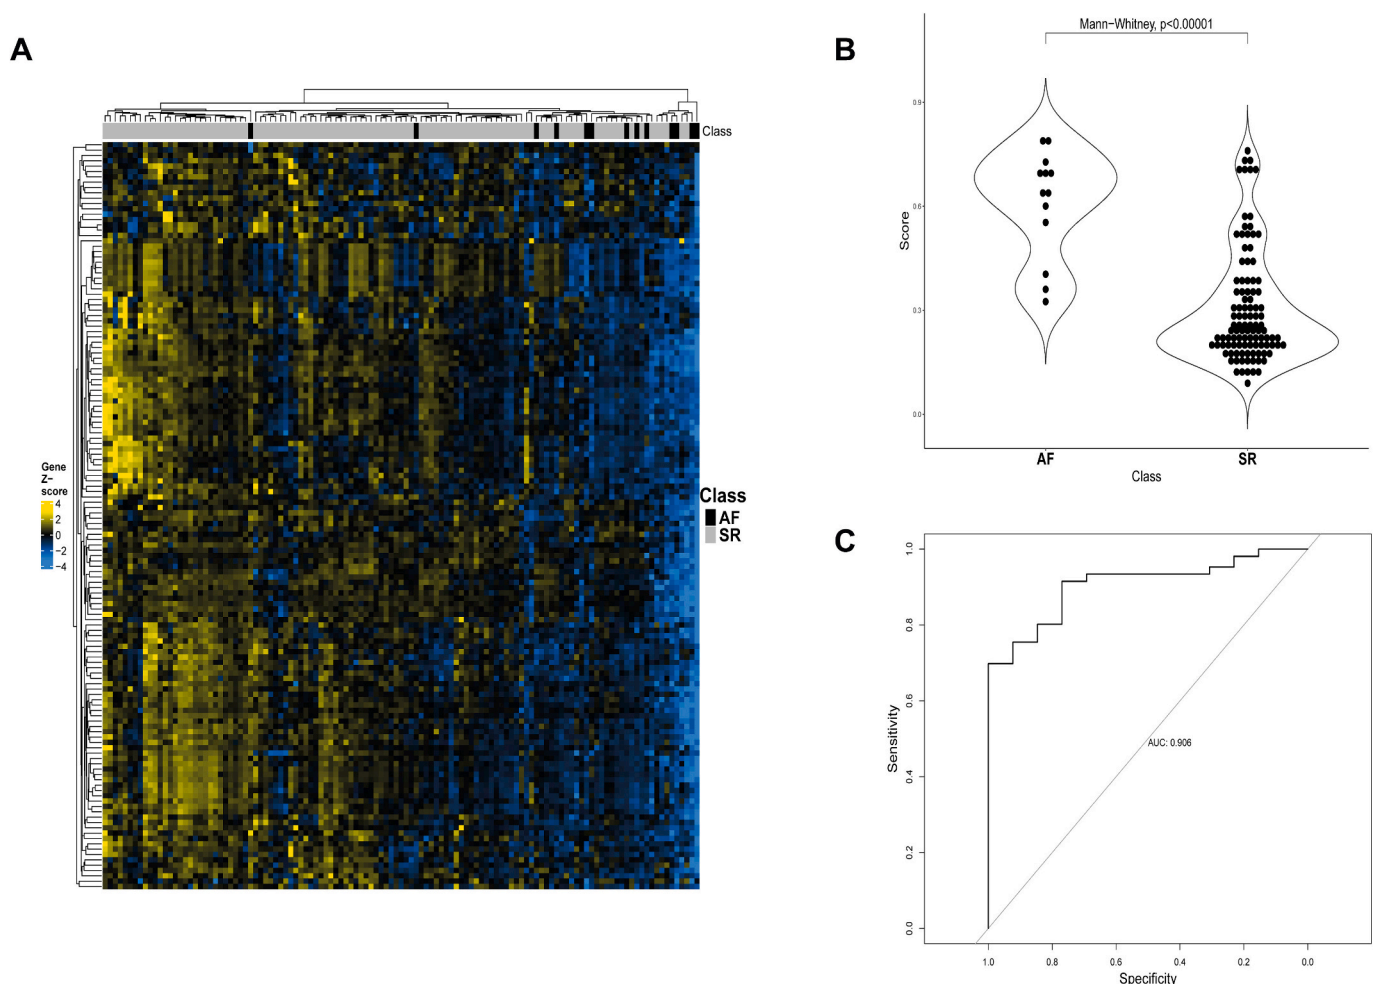 A
Class
Gene
Z−
score
4
2
0
−2
−4
Class
AF
SR
B
Mann−Whitney, p<0.00001
Score
0.9
0.6
0.3
0.0
AF
SR
Class
C
Sensitivity
1.0
0.8
0.6
0.4
0.2
0.0
AUC: 0.906
1.0
0.8
0.6
0.4
0.2
0.0
Specificity